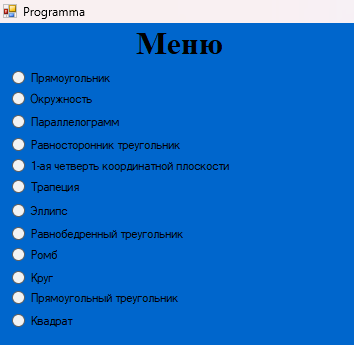 Programma
Меню
Прямоугольник
Окружность
Параллелограмм
Равносторонник треугольник
1-ая четверть координатной плоскости
Трапеция
Эллипс
Равнобедренный треугольник
Ромб
Круг
Прямоугольный треугольник
Квадрат